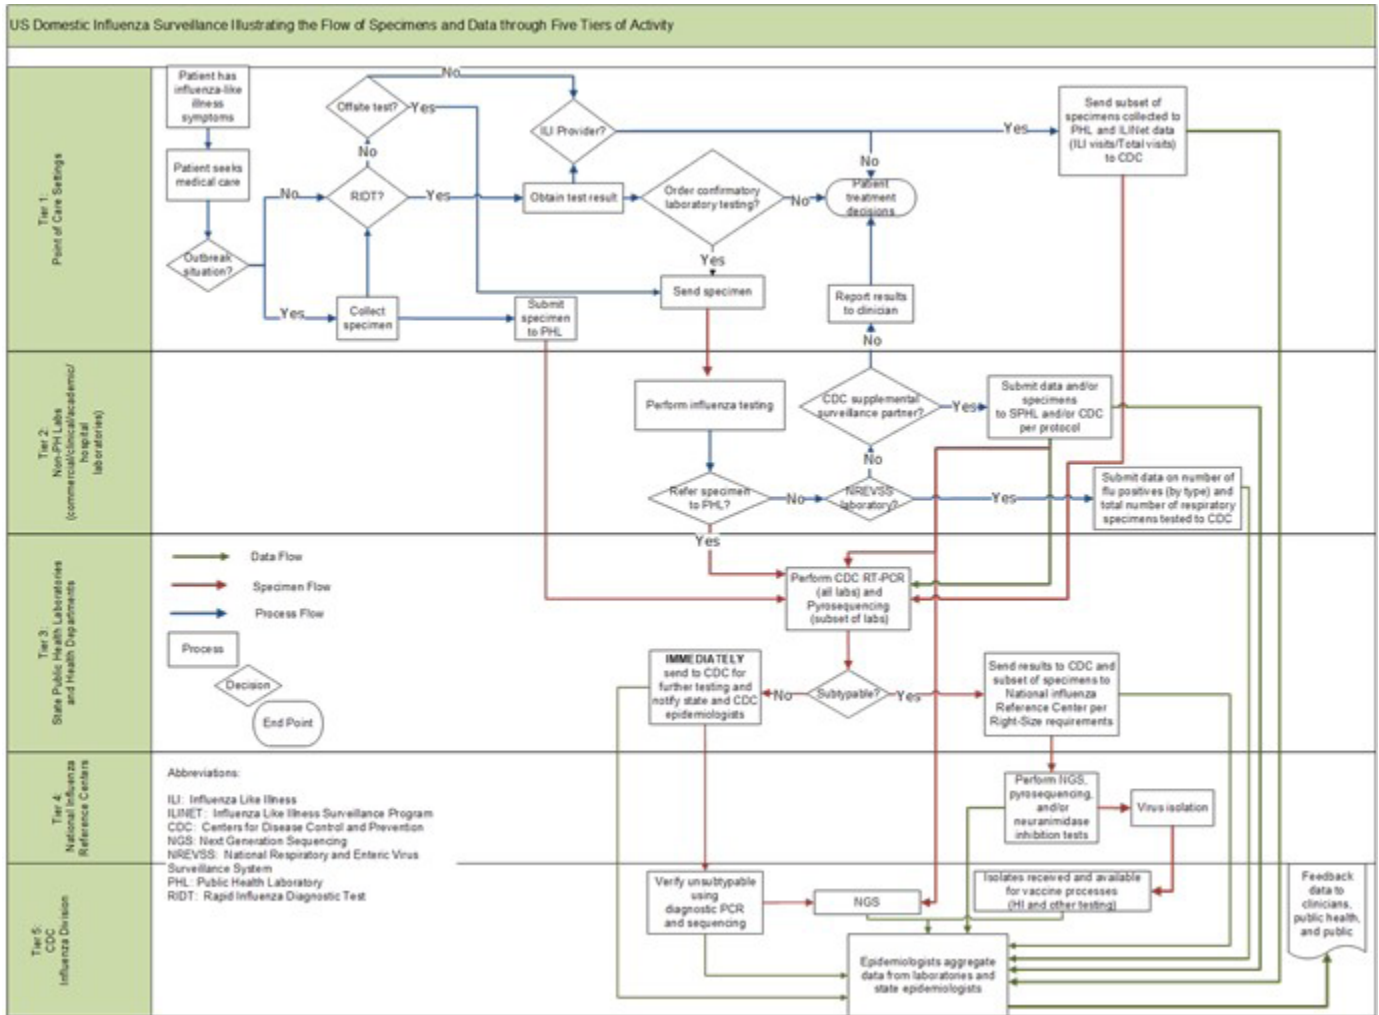 US Domestic Influenza Surveillance Illustrating the Flow of Specimens and Data through Five Tiers of Activity
Tier 1:
Point of Care Settings
Patient has
influenza-like
illness
symptoms
Patient seeks
medical care
Outbreak
situation?
No
Yes
Offsite test?
No
Yes
No
RIDT?
Yes
Collect
specimen
Submit
specimen
to PHL
ILI Provider?
Obtain test result
Order confirmatory
laboratory testing?
No
Yes
Send specimen
Yes
No
Patient
treatment
decisions
Report results
to clinician
No
Send subset of
specimens collected to
PHL and ILINet data
(ILI visits/Total visits)
to CDC
Tier 2:
Non-PH Labs
(commercial/clinical/academic/
hospital
laboratories)
Perform influenza testing
CDC supplemental
surveillance partner?
Yes
Submit data and/or
specimens
to SPHL and/or CDC
per protocol
No
Refer specimen
to PHL?
No
NREVSS
laboratory?
Yes
Submit data on number of
flu positives (by type) and
total number of respiratory
specimens tested to CDC
Yes
Tier 3:
State Public Health Laboratories
and Health Departments
Data Flow
Specimen Flow
Process Flow
Process
Decision
End Point
Perform CDC RT-PCR
(all labs) and
Pyrosequencing
(subset of labs)
IMMEDIATELY
send to CDC for
further testing and
notify state and CDC
epidemiologists
No
Subtypable?
Yes
Send results to CDC and
subset of specimens to
National influenza
Reference Center per
Right-Size requirements
Tier 4:
National Influenza
Reference Centers
Abbreviations:
ILI: Influenza Like Illness
ILINET: Influenza Like Illness Surveillance Program
CDC: Centers for Disease Control and Prevention
NGS: Next Generation Sequencing
NREVSS: National Respiratory and Enteric Virus
Surveillance System
PHL: Public Health Laboratory
RIDT: Rapid Influenza Diagnostic Test
Perform NGS,
pyrosequencing,
and/or
neuranimidase
inhibition tests
Virus isolation
Tier 5:
CDC
Influenza Division
Verify unsubtypable
using
diagnostic PCR
and sequencing
NGS
Isolates received and available
for vaccine processes
(HI and other testing)
Epidemiologists aggregate
data from laboratories and
state epidemiologists
Feedback
data to
clinicians,
public health,
and public